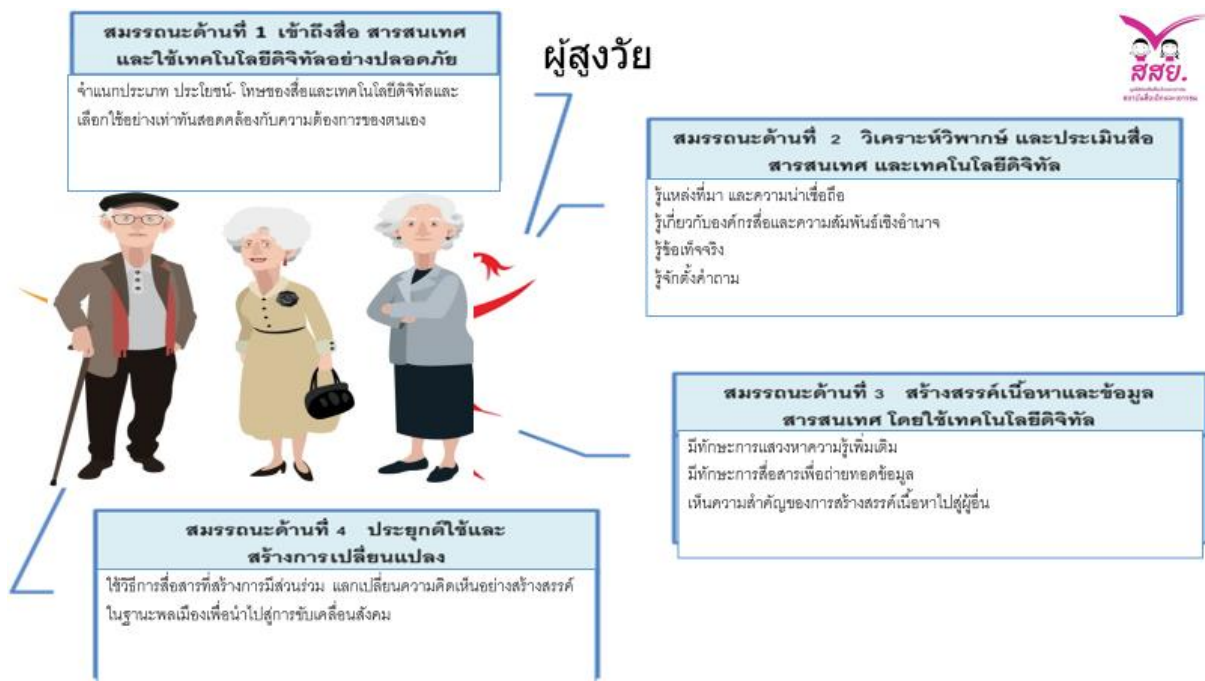 สมรรถนะด้านที่ 1 เข้าถึงสื่อ สารสนเทศ
และใช้เทคโนโลยีดิจิทัลอย่างปลอดภัย
จำแนกประเภท ประโยชน์- โทษของสื่อและเทคโนโลยีดิจิทัลและ
เลือกใช้อย่างเท่าทันสอดคล้องกับความต้องการของตนเอง
ผู้สูงวัย
สสย.
สถาบันสื่อเด็กและเยาวชน
สมรรถนะด้านที่ 2 วิเคราะห์วิพากษ์ และประเมินสื่อ
สารสนเทศ และเทคโนโลยีดิจิทัล
รู้แหล่งที่มา และความน่าเชื่อถือ
รู้เกี่ยวกับองค์กรสื่อและความสัมพันธ์เชิงอำนาจ
รู้ข้อเท็จจริง
รู้จักตั้งคำถาม
สมรรถนะด้านที่ 3 สร้างสรรค์เนื้อหาและข้อมูล
สารสนเทศ โดยใช้เทคโนโลยีดิจิทัล
มีทักษะการแสวงหาความรู้เพิ่มเติม
มีทักษะการสื่อสารเพื่อถ่ายทอดข้อมูล
เห็นความสำคัญของการสร้างสรรค์เนื้อหาไปสู่ผู้อื่น
สมรรถนะด้านที่ 4 ประยุกต์ใช้และ
สร้างการเปลี่ยนแปลง
ใช้วิธีการสื่อสารที่สร้างการมีส่วนร่วม แลกเปลี่ยนความคิดเห็นอย่างสร้างสรรค์
ในฐานะพลเมืองเพื่อนำไปสู่การขับเคลื่อนสังคม